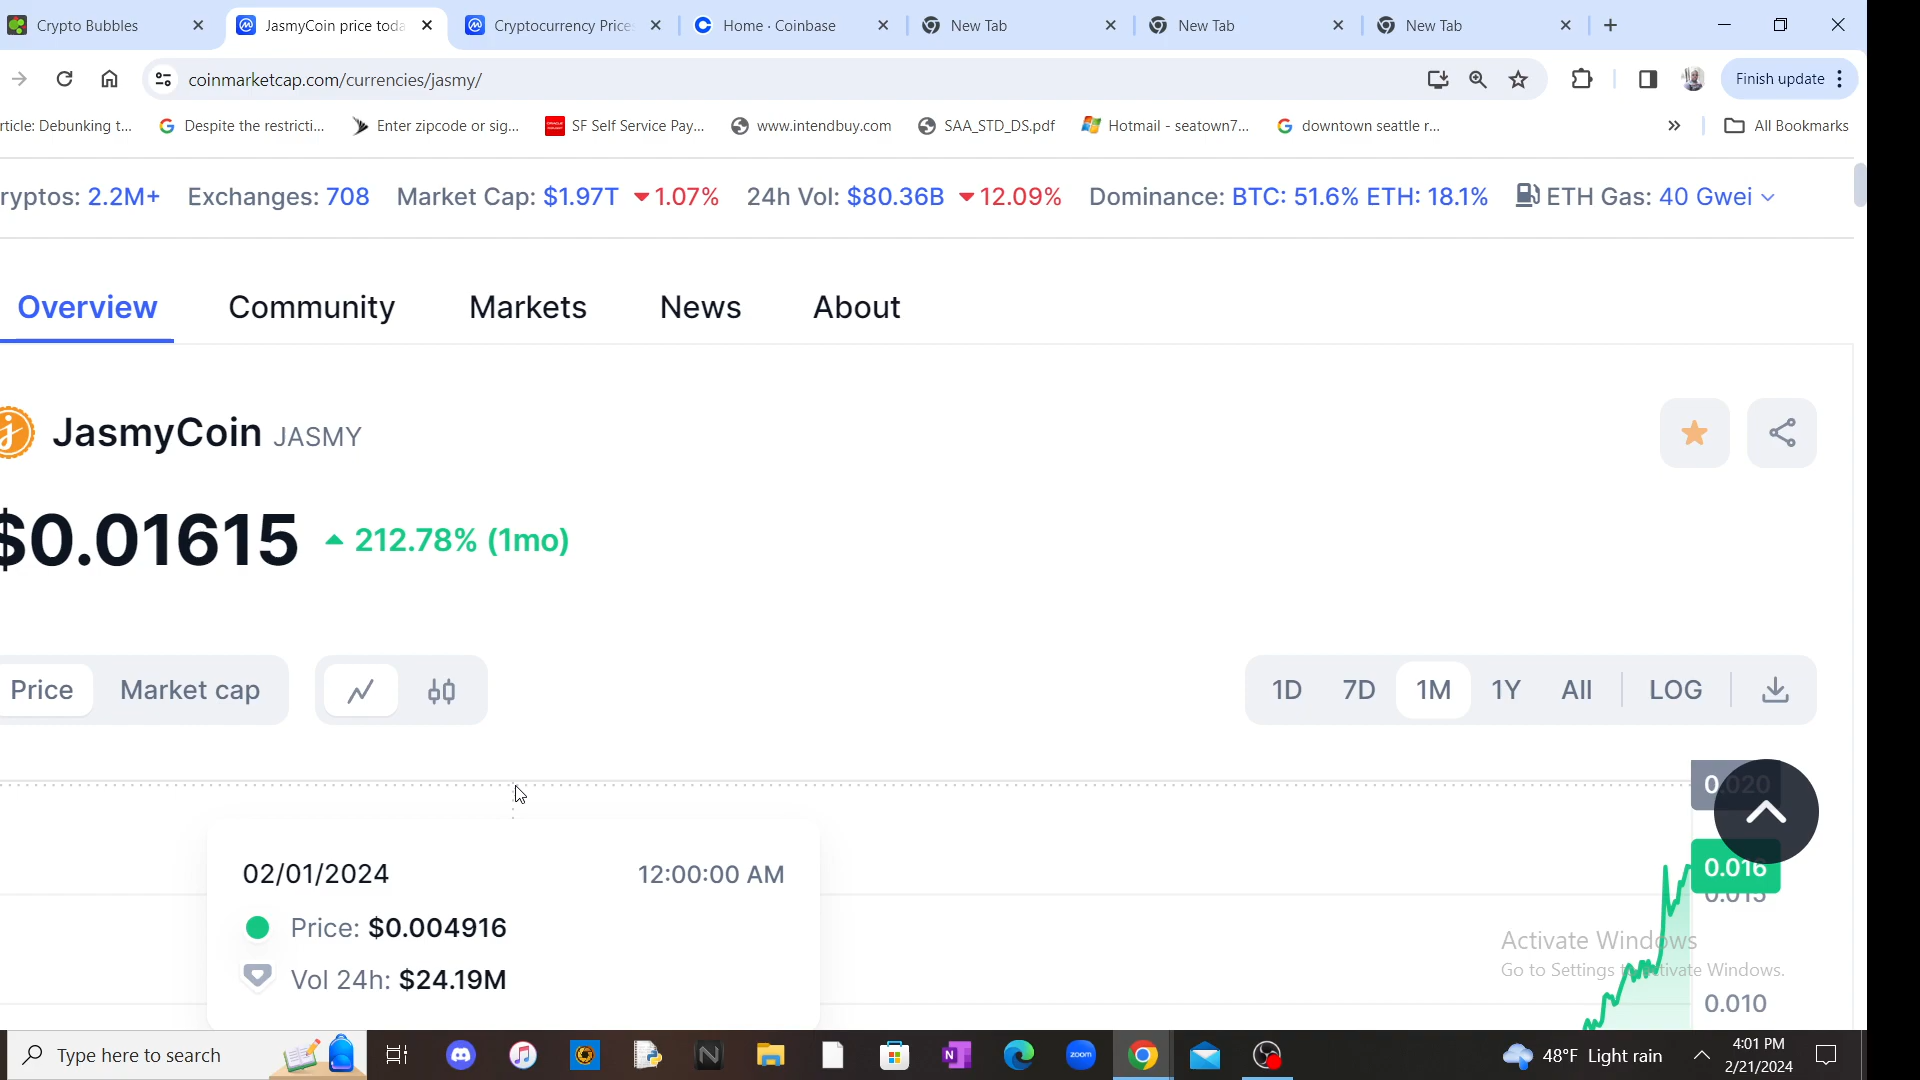 Crypto Bubbles
JasmyCoin price toda
Cryptocurrency Price
Home · Coinbase
New Tab
New Tab
New Tab
coinmarketcap.com/currencies/jasmy/
Finish update
rticle: Debunking t...
Despite the restricti...
Enter zipcode or sig...
SF Self Service Pay...
www.intendbuy.com
SAA_STD_DS.pdf
Hotmail - seatown7...
downtown seattle r...
All Bookmarks
ryptos: 2.2M+ Exchanges: 708 Market Cap: $1.97T 1.07% 24h Vol: $80.36B 12.09% Dominance: BTC: 51.6% ETH: 18.1% ETH Gas: 40 Gwei
Overview Community Markets News About
JasmyCoin JASMY
$0.01615 212.78% (1mo)
Price Market cap
1D 7D 1M 1Y All LOG
0.020
0.016
0.015
02/01/2024 12:00:00 AM
Price: $0.004916
Vol 24h: $24.19M
Activate Windows
Go to Settings to activate Windows.
0.010
Type here to search
zoom
48°F Light rain
4:01 PM
2/21/2024